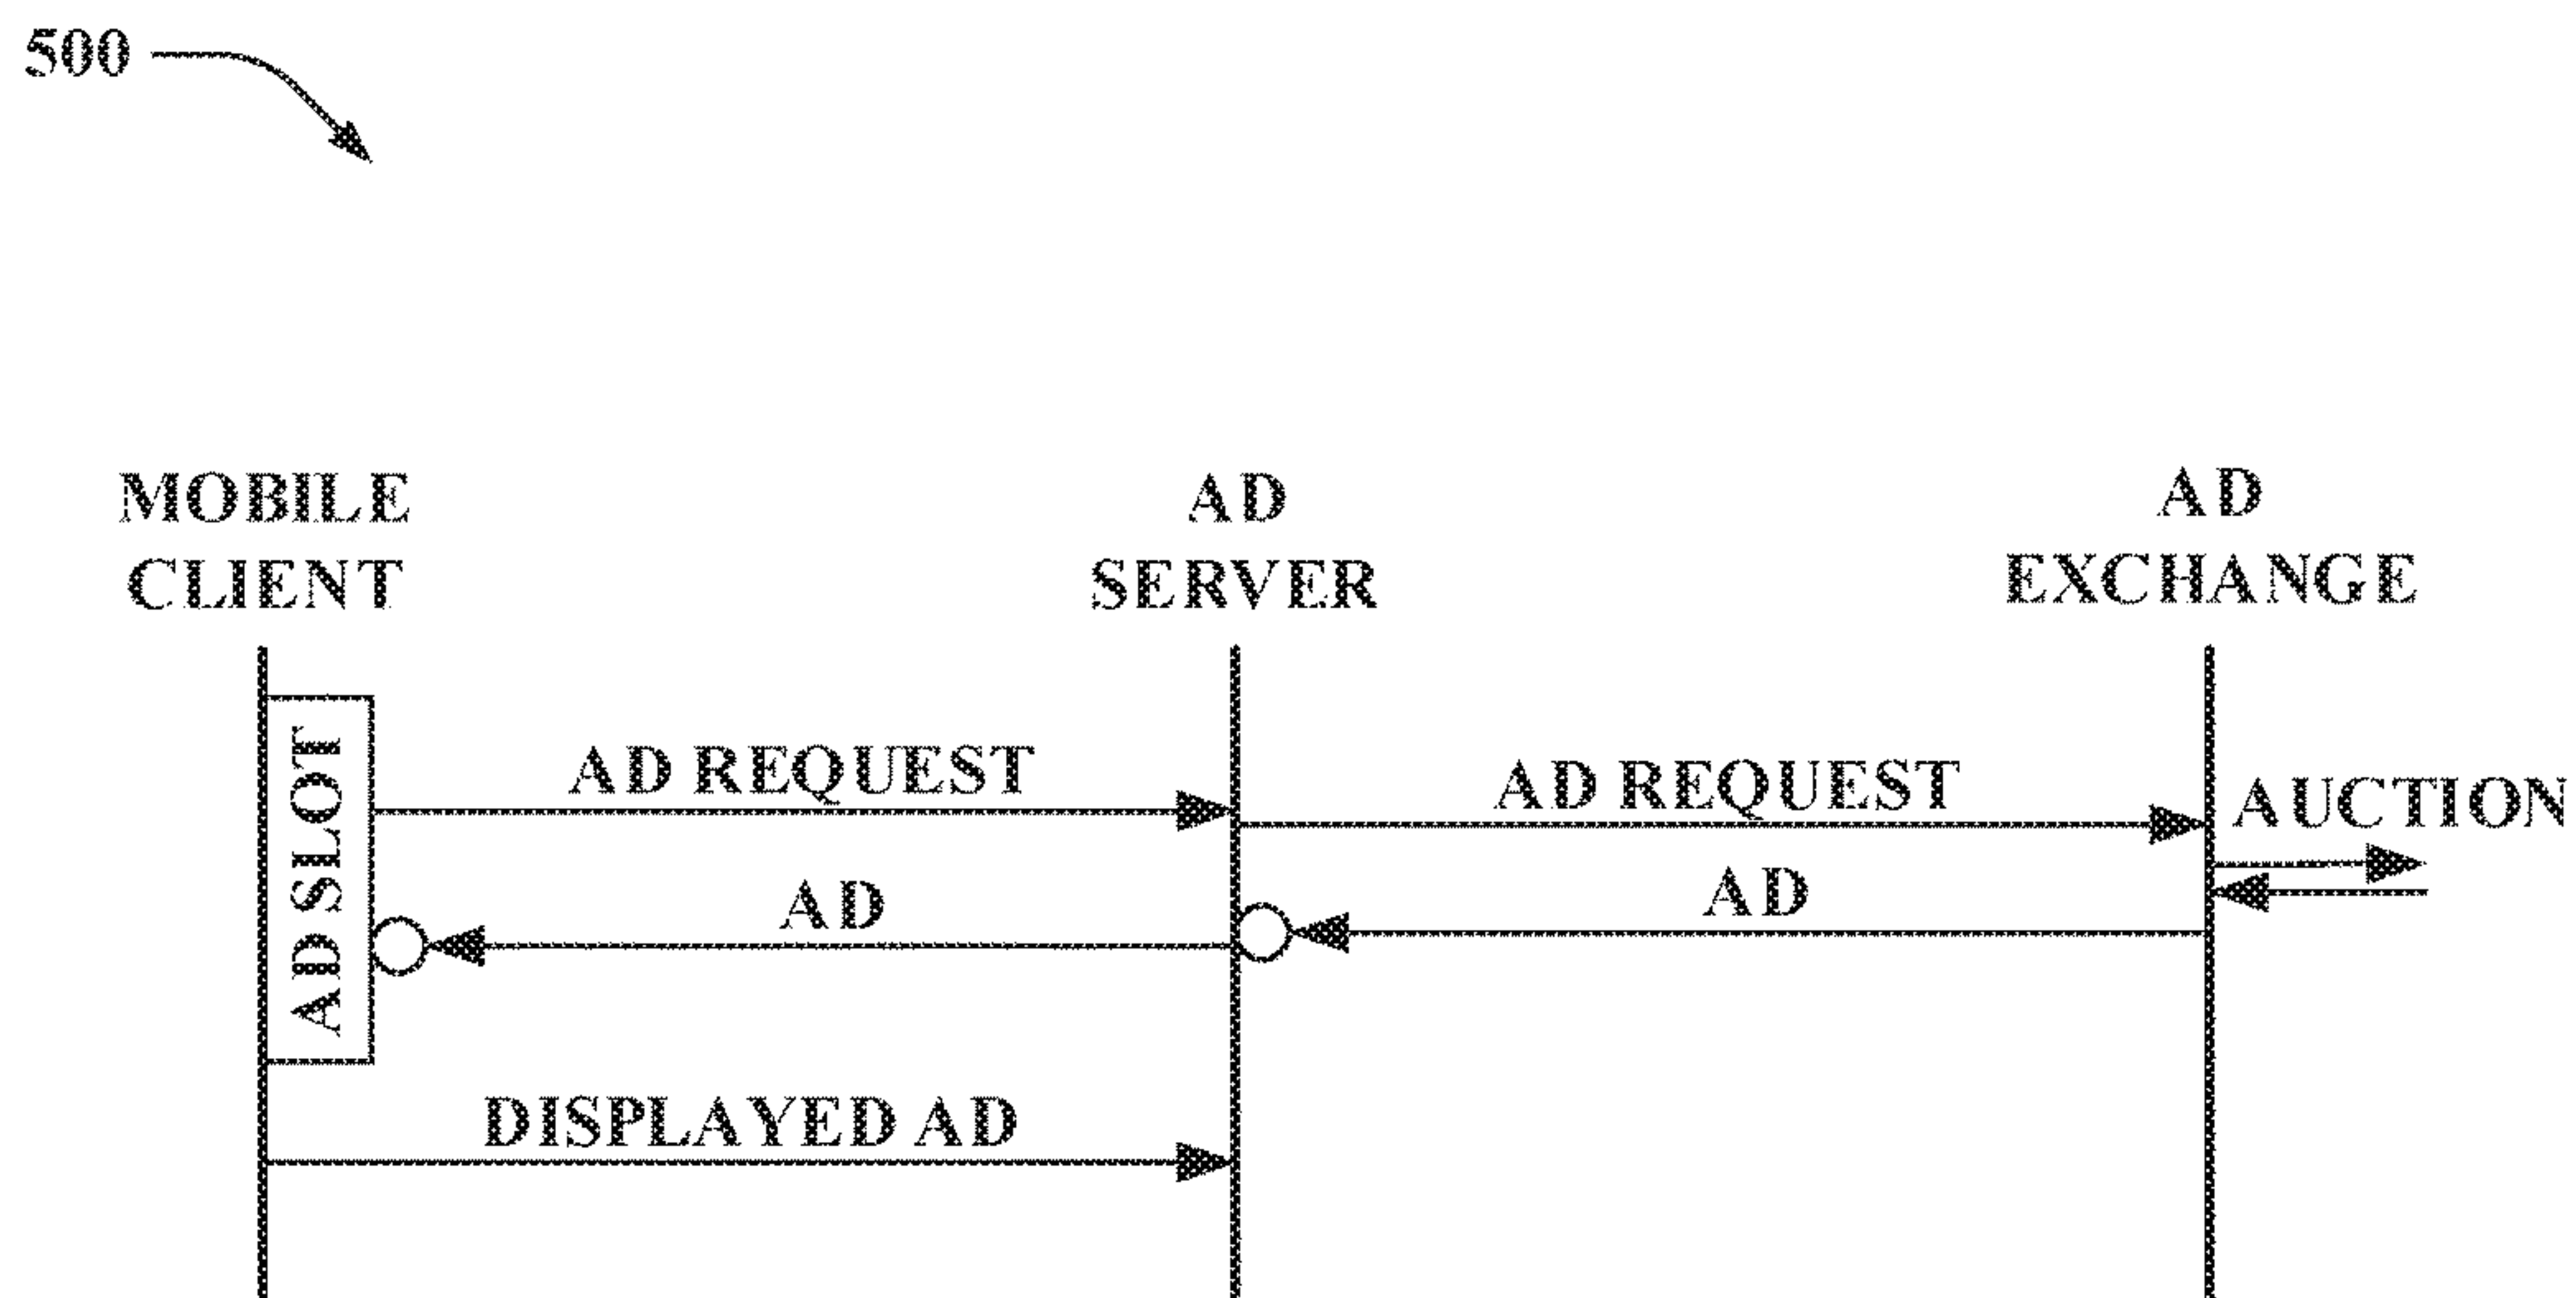 500
MOBILE
CLIENT
AD
SERVER
AD
EXCHANGE
AD SLOT
AD REQUEST
AD REQUEST
AUCTION
AD
AD
DISPLAYED AD